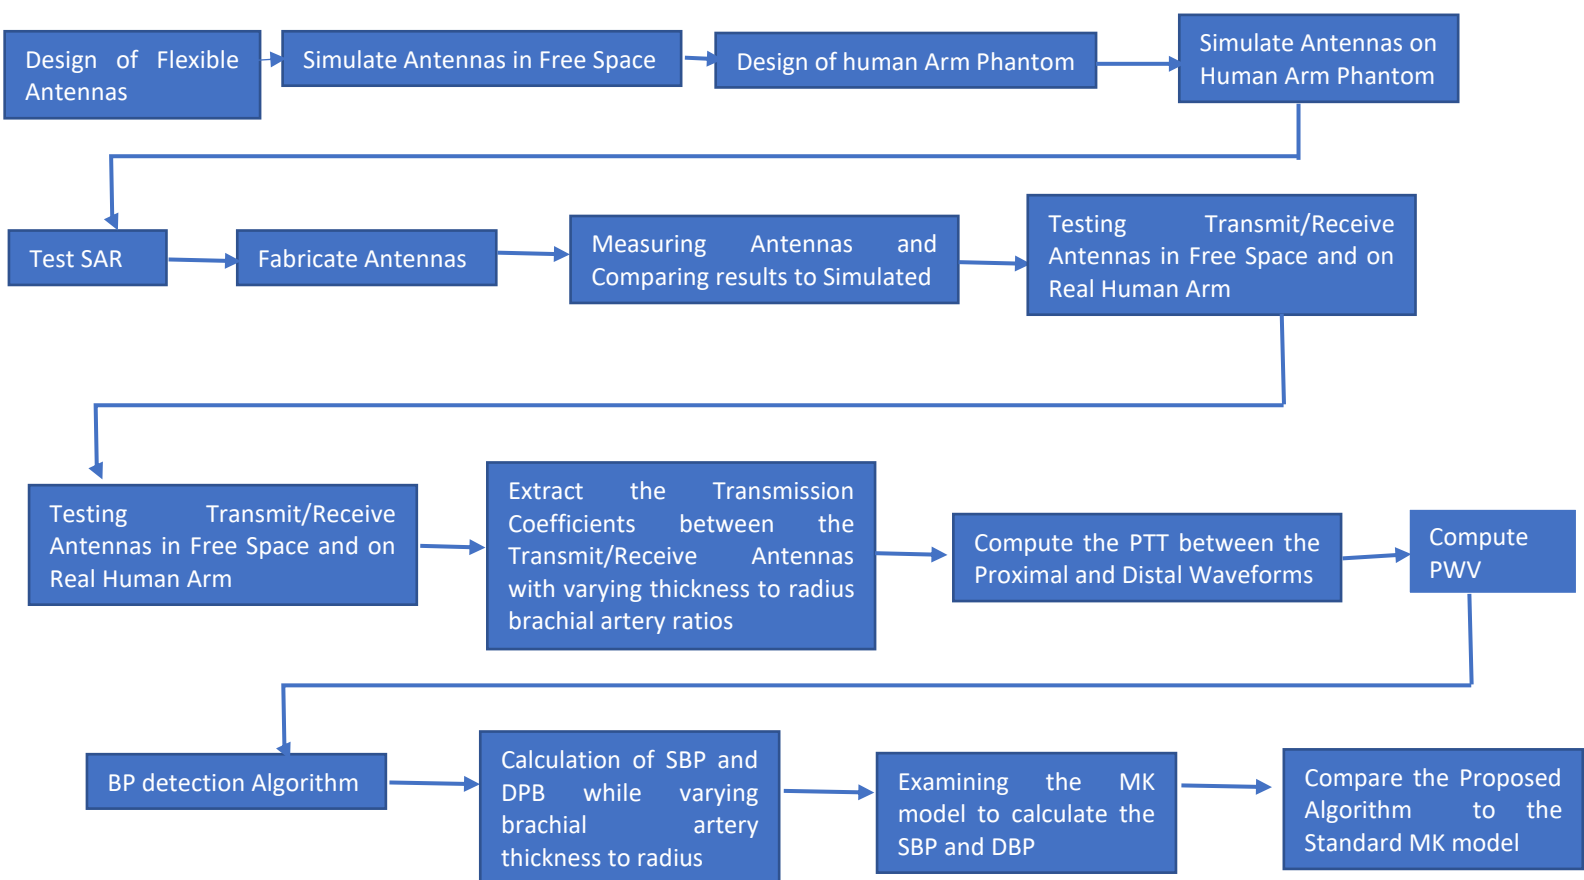 Design of Flexible
Antennas
Simulate Antennas in Free Space
Design of human Arm Phantom
Simulate Antennas on
Human Arm Phantom
Test SAR
Fabricate Antennas
Measuring Antennas and
Comparing results to Simulated
Testing Transmit/Receive
Antennas in Free Space and on
Real Human Arm
Testing Transmit/Receive
Antennas in Free Space and on
Real Human Arm
Extract the Transmission
Coefficients between the
Transmit/Receive Antennas
with varying thickness to radius
brachial artery ratios
Compute the PTT between the
Proximal and Distal Waveforms
Compute
PWV
BP detection Algorithm
Calculation of SBP and
DPB while varying
brachial artery
thickness to radius
Examining the MK
model to calculate the
SBP and DBP
Compare the Proposed
Algorithm to the
Standard MK model